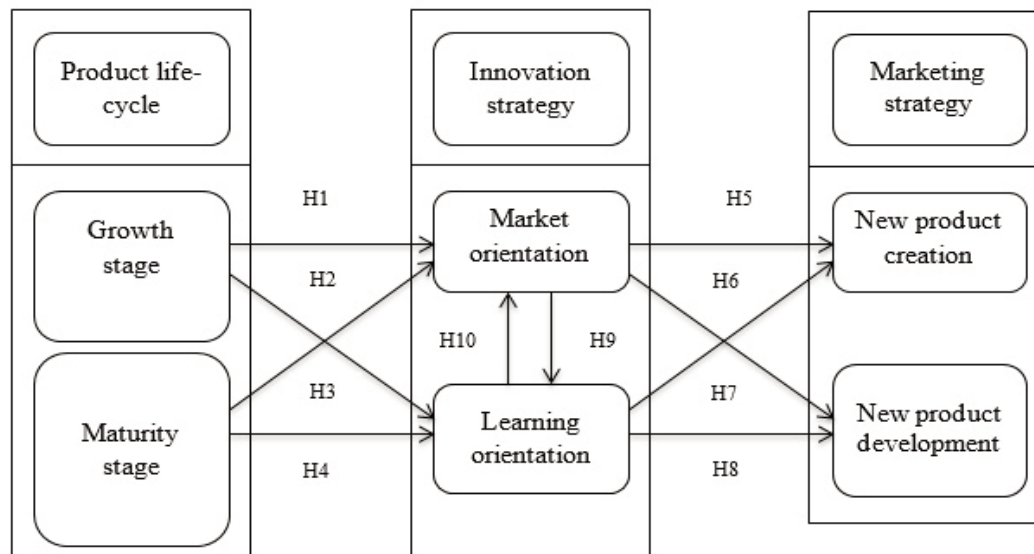 Product life-
cycle
Innovation
strategy
Marketing
strategy
Growth
stage
H1
H2
Market
orientation
H5
H6
New product
creation
H10
H9
Maturity
stage
H3
H4
Learning
orientation
H7
H8
New product
development